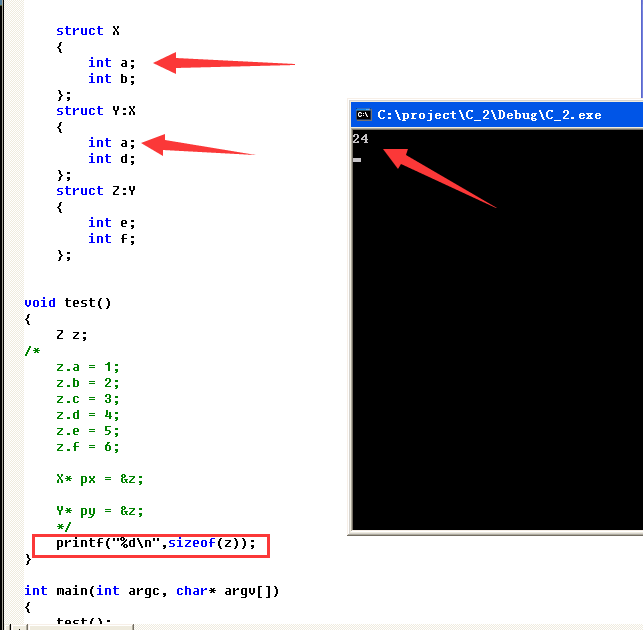 struct X
{
int a;
int b;
};
struct Y:X
{
int a;
int d;
};
struct Z:Y
{
int e;
int f;
};
void test()
{
Z z;
/*
z.a = 1;
z.b = 2;
z.c = 3;
z.d = 4;
z.e = 5;
z.f = 6;
X* px = &z;
Y* py = &z;
*/
printf("%d\n",sizeof(z));
}
int main(int argc, char* argv[])
{
test();
C:\project\C_2\Debug\C_2.exe
24